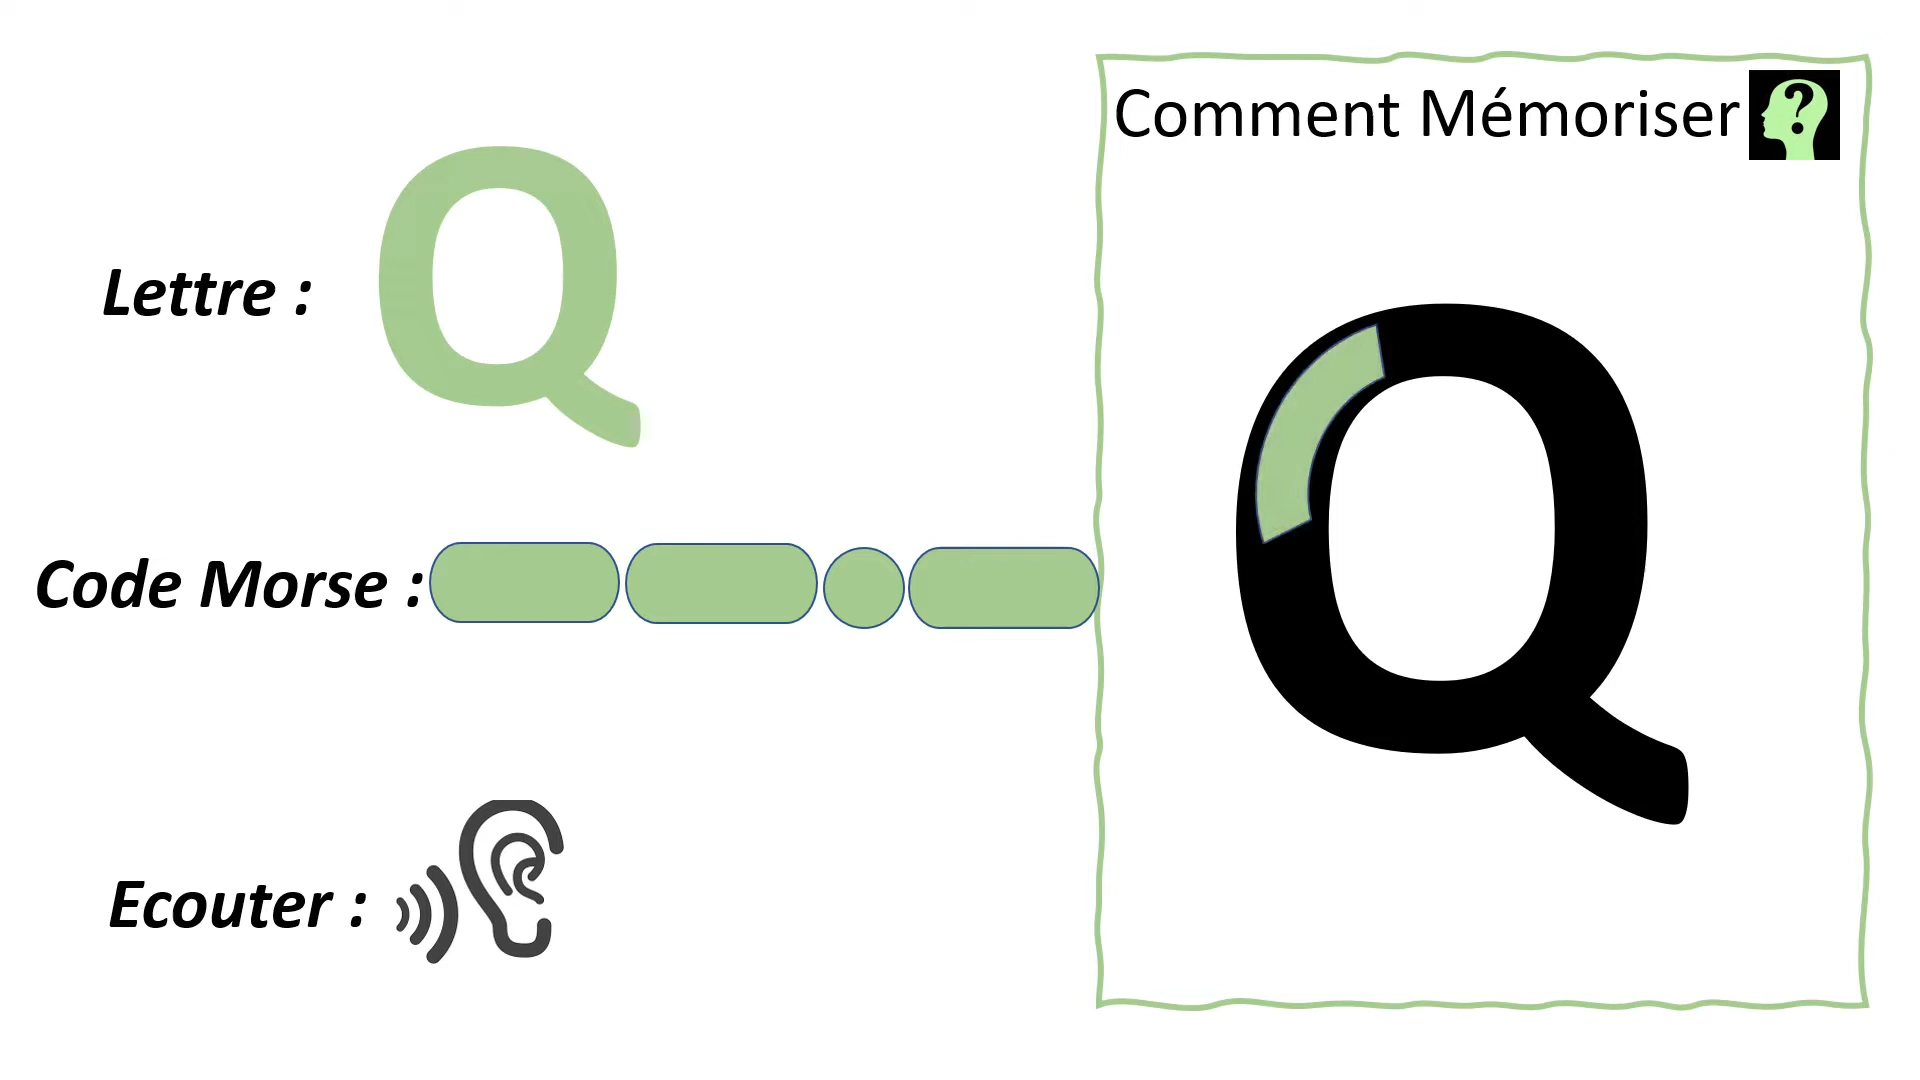 Lettre :
Q
Code Morse :
Ecouter :
Comment Mémoriser
?
Q